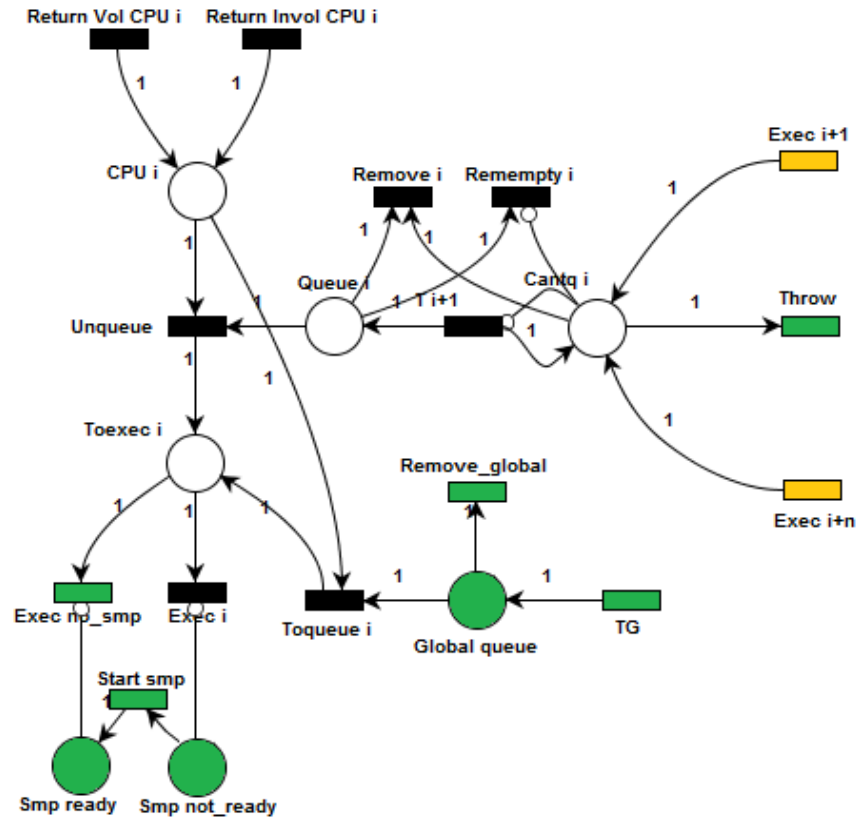 Return Vol CPU i Return Invol CPU i
1 1
CPU i
Exec i+1
Remove i Remempty i
1
1 1 1 1
Queue i Cantq i
1 T i+1 1 Throw
Unqueue 1 1
1
1
1
Toexec i
Remove_global
1 1 1 1
Exec i+n
1 1
Exec no_smp Exec i Toqueue i TG
Global queue
Start smp
1
Smp ready Smp not_ready